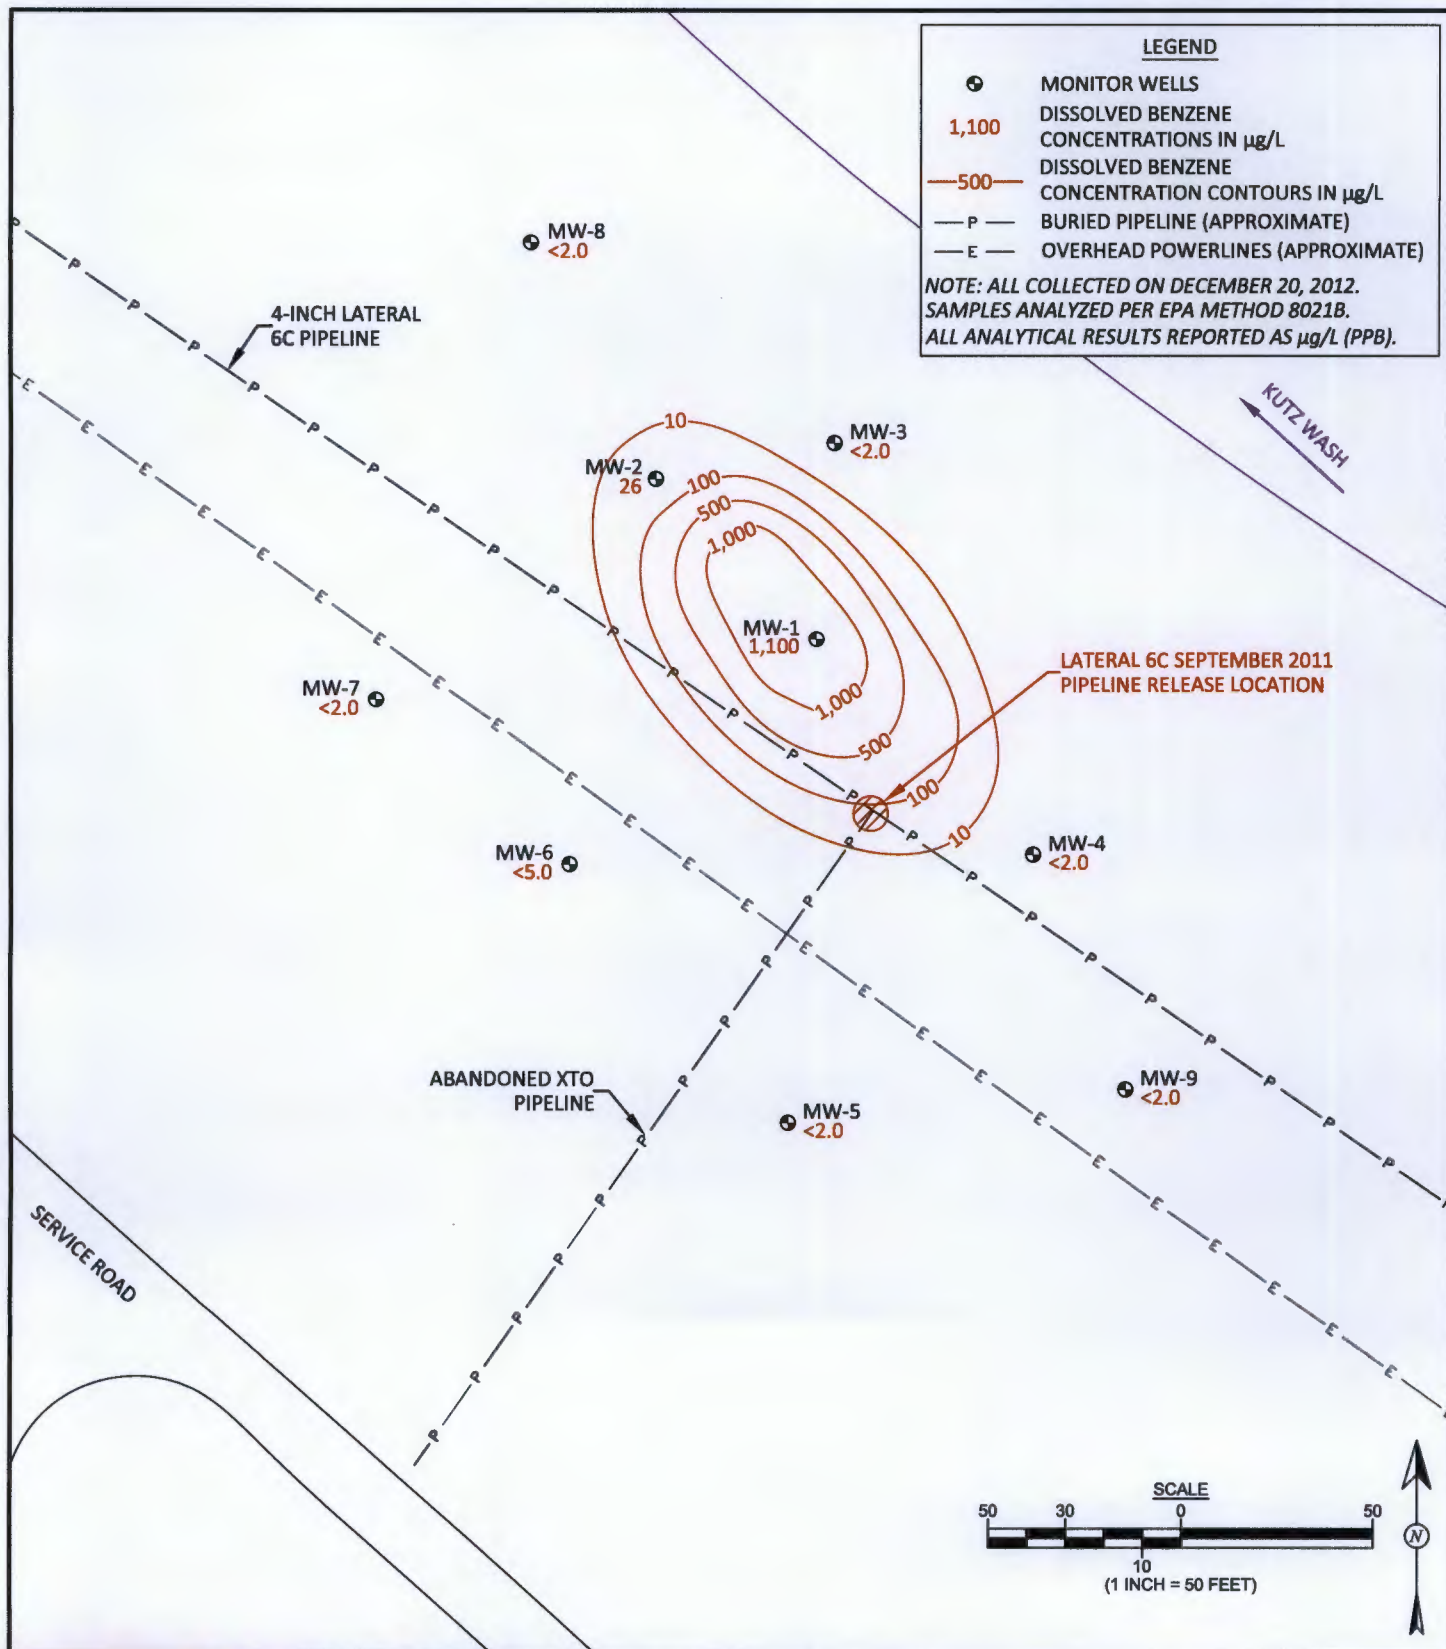 LEGEND
MONITOR WELLS
1,100 DISSOLVED BENZENE
CONCENTRATIONS IN µg/L
500 DISSOLVED BENZENE
CONCENTRATION CONTOURS IN µg/L
P BURIED PIPELINE (APPROXIMATE)
E OVERHEAD POWERLINES (APPROXIMATE)
NOTE: ALL COLLECTED ON DECEMBER 20, 2012.
SAMPLES ANALYZED PER EPA METHOD 8021B.
ALL ANALYTICAL RESULTS REPORTED AS µg/L (PPB).
MW-8
<2.0
4-INCH LATERAL
6C PIPELINE
KUTZ WASH
10
MW-3
<2.0
MW-2
26
100
500
1,000
MW-1
1,100
LATERAL 6C SEPTEMBER 2011
PIPELINE RELEASE LOCATION
MW-7
<2.0
1,000
500
100
10
MW-6
<5.0
MW-4
<2.0
ABANDONED XTO
PIPELINE
MW-9
<2.0
MW-5
<2.0
SERVICE ROAD
SCALE
50 30 0 50
10
(1 INCH = 50 FEET)
N